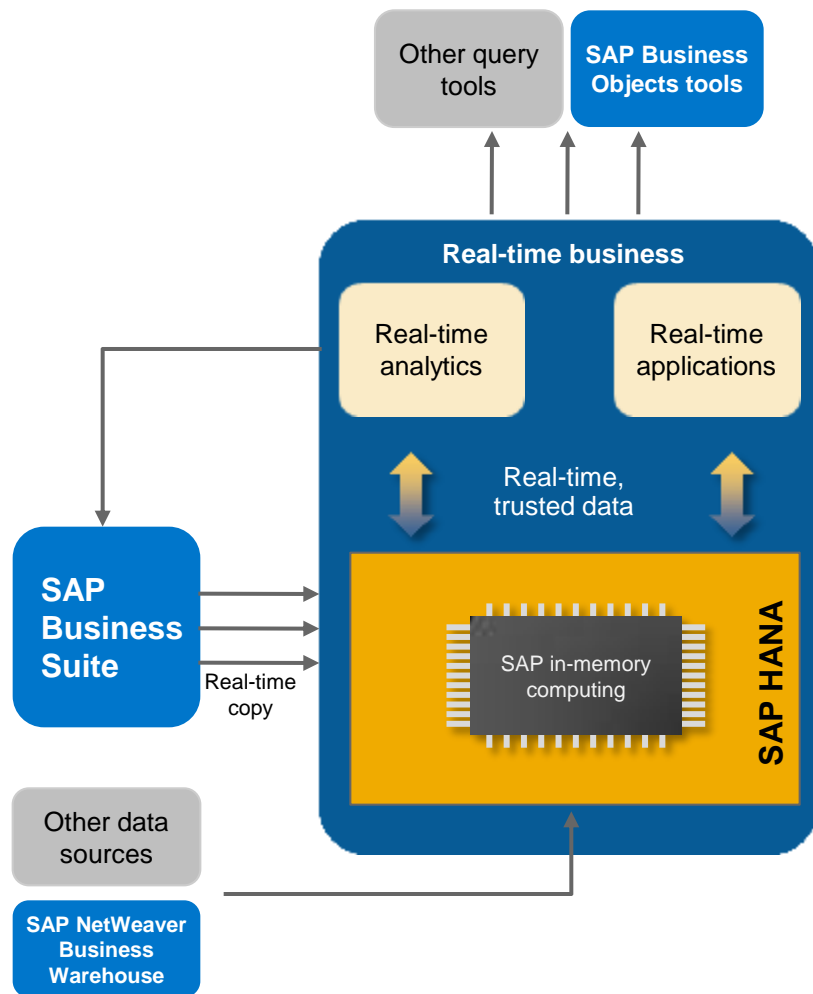 Other query
tools
SAP Business
Objects tools
Real-time business
Real-time
analytics
Real-time
applications
Real-time,
trusted data
SAP
Business
Suite
Real-time
copy
SAP in-memory
computing
SAP HANA
Other data
sources
SAP NetWeaver
Business
Warehouse